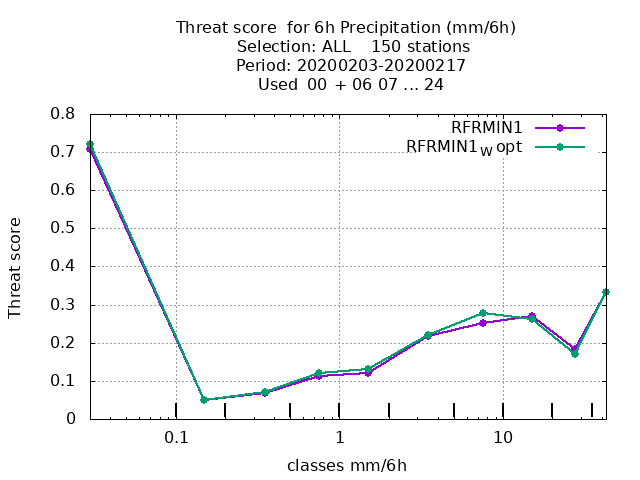 Threat score  for 6h Precipitation (mm/6h)
Selection: ALL    150 stations
Period: 20200203-20200217
Used  00  + 06 07 ... 24
RFRMIN1
RFRMIN1W opt
0.8
0.7
0.6
0.5
0.4
0.3
0.2
0.1
0
Threat score
0.1 1 10
classes mm/6h